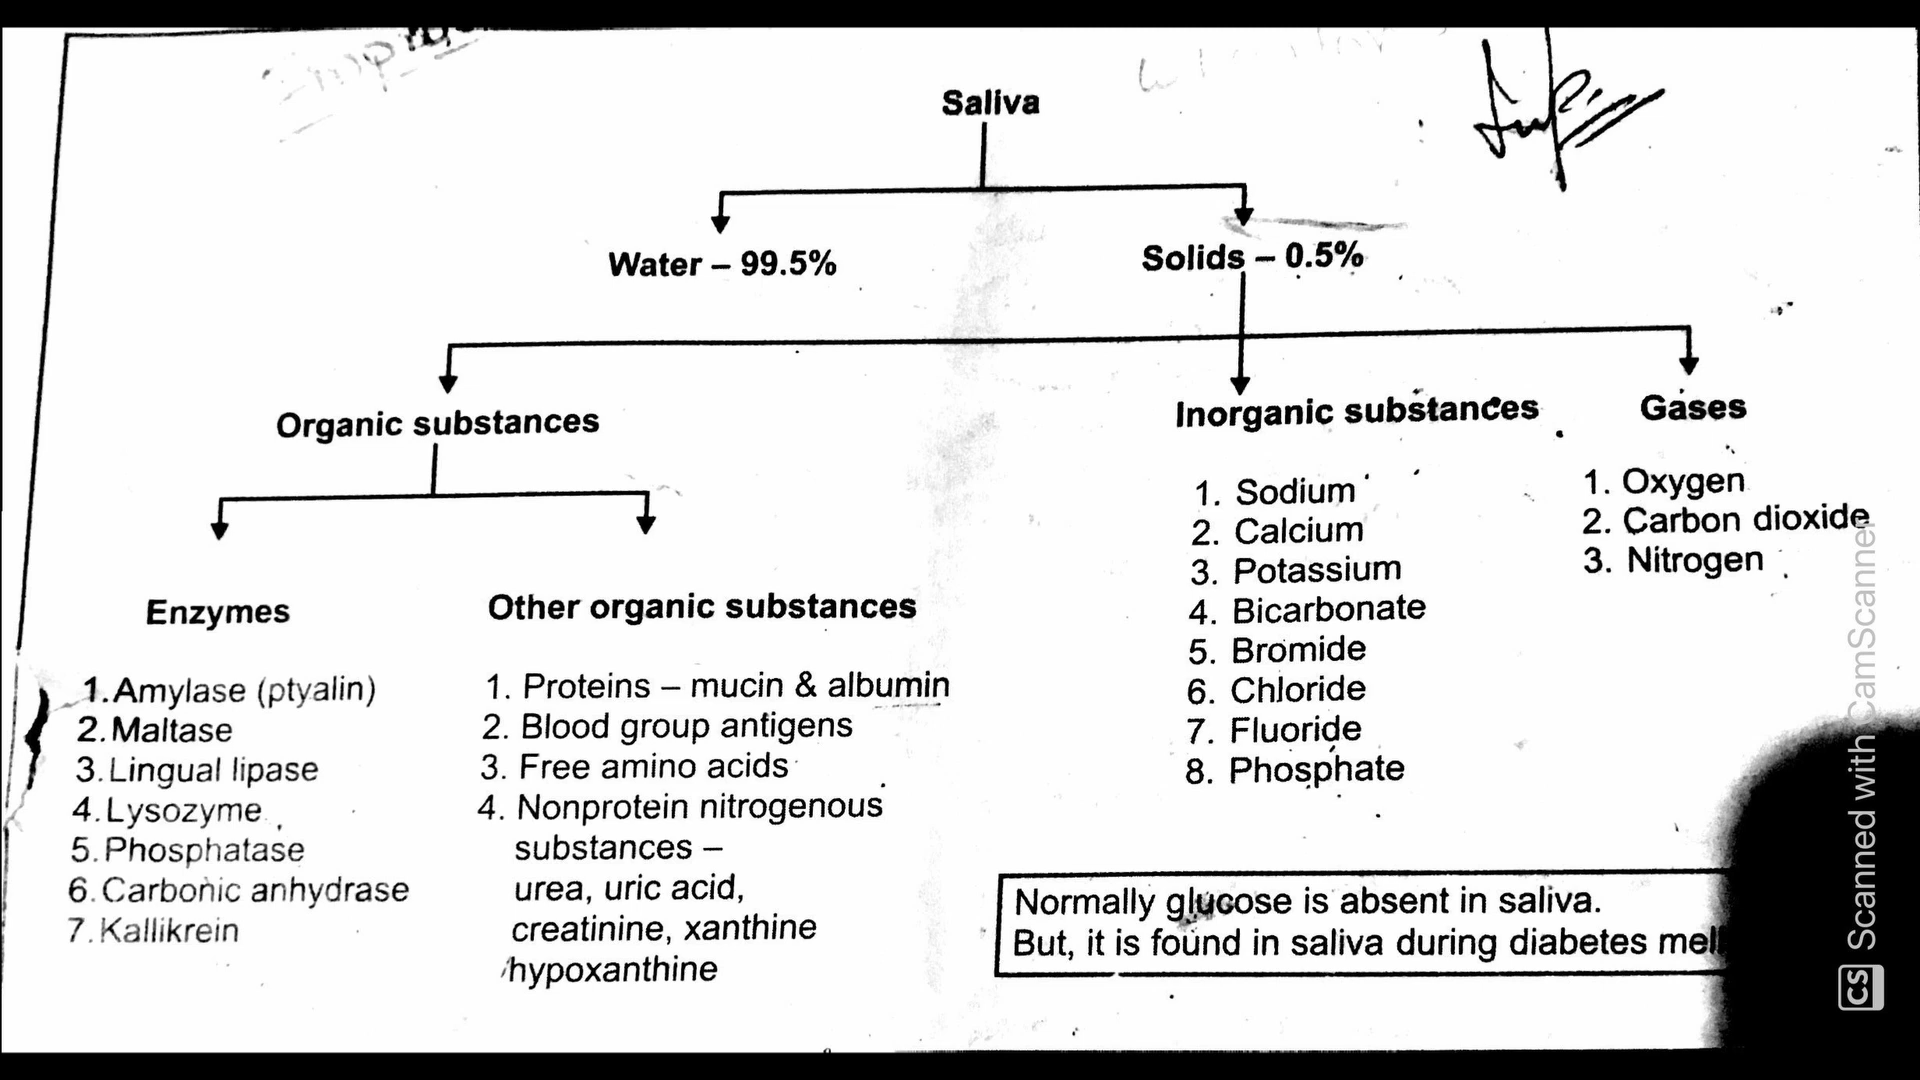 Saliva
Water – 99.5%
Solids – 0.5%
Organic substances
Inorganic substances
Gases
1. Sodium
2. Calcium
3. Potassium
4. Bicarbonate
5. Bromide
6. Chloride
7. Fluoride
8. Phosphate
1. Oxygen
2. Carbon dioxide
3. Nitrogen
Enzymes
1. Amylase (ptyalin)
2. Maltase
3. Lingual lipase
4. Lysozyme
5. Phosphatase
6. Carbonic anhydrase
7. Kallikrein
Other organic substances
1. Proteins – mucin & albumin
2. Blood group antigens
3. Free amino acids
4. Nonprotein nitrogenous
substances –
urea, uric acid,
creatinine, xanthine
hypoxanthine
Normally glucose is absent in saliva.
But, it is found in saliva during diabetes
CS Scanned with CamScanner